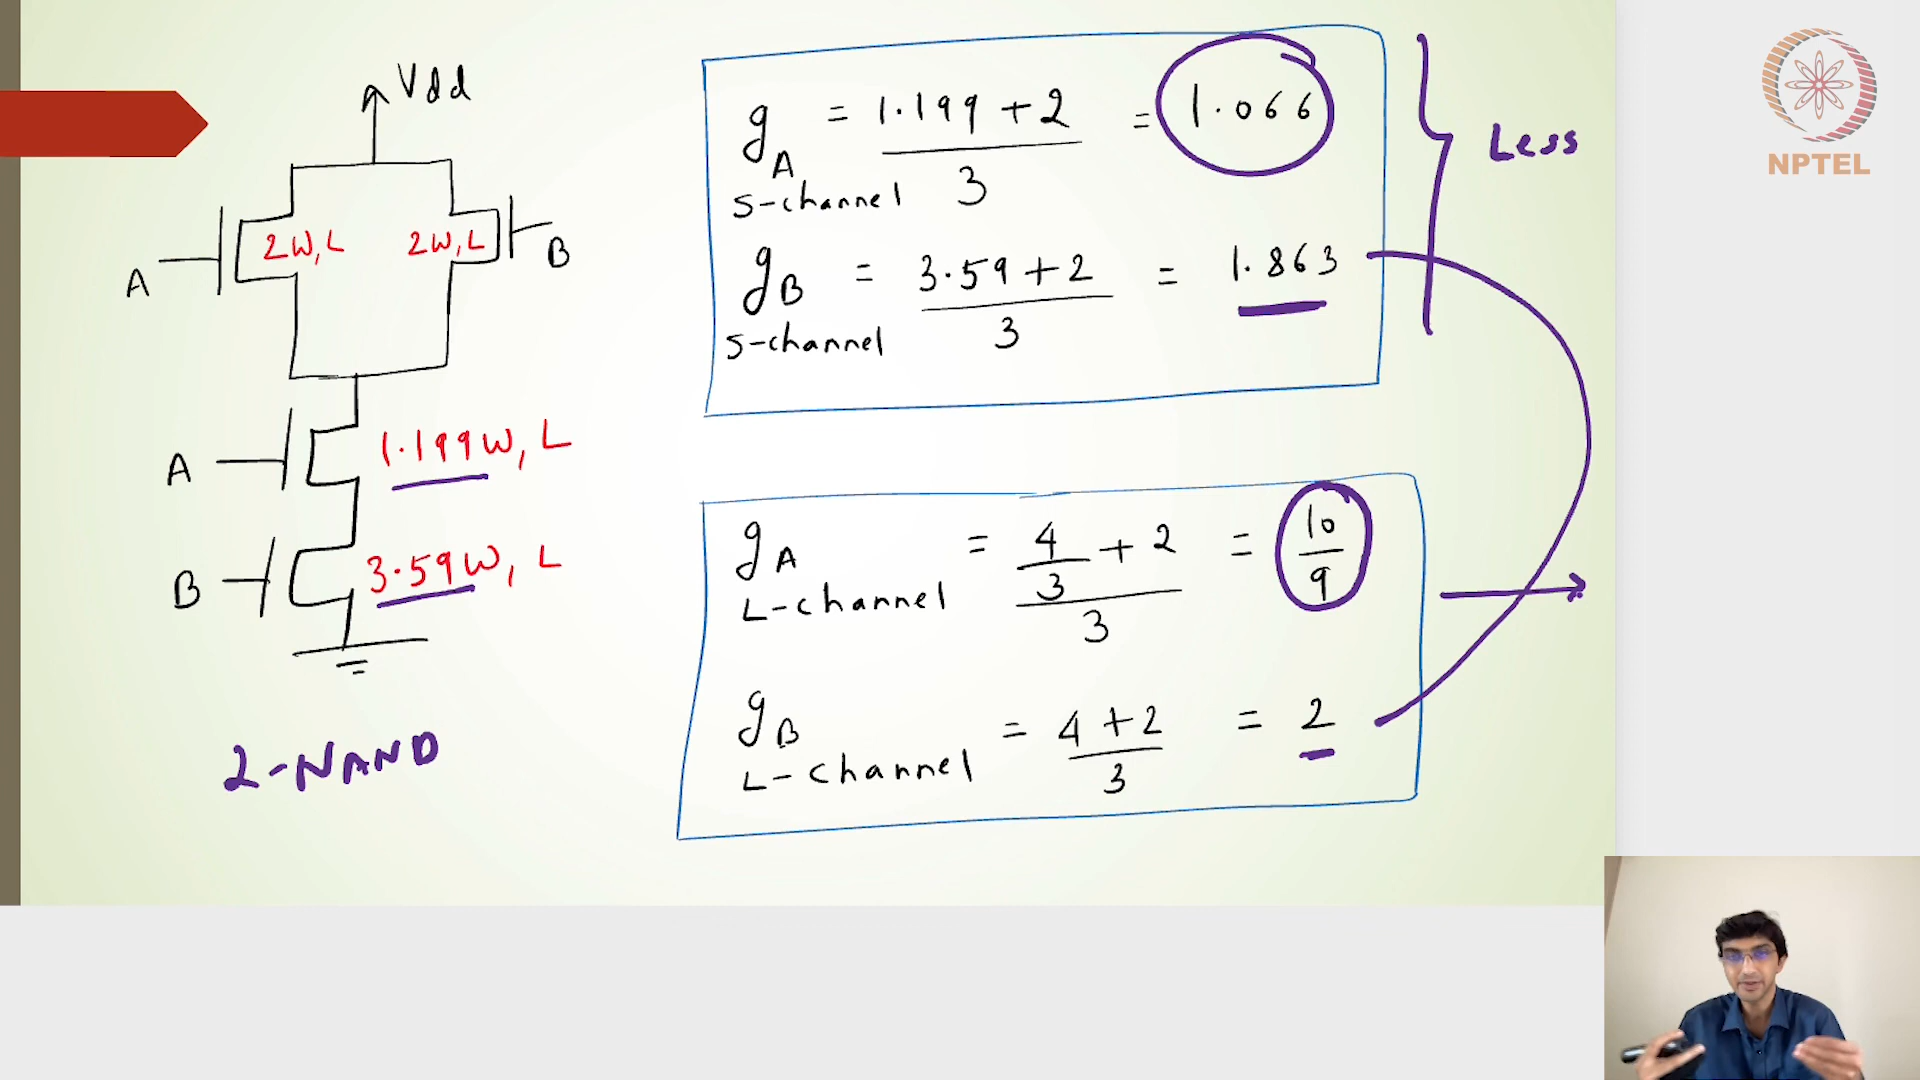 Vdd
A 2W,L 2W,L B
A 1.199W, L
B 3.59W, L
2-NAND
g_A S-channel = (1.199 + 2)/3 = 1.066
g_B S-channel = (3.59 + 2)/3 = 1.863
Less
g_A L-channel = (4/3 + 2)/3 = 10/9
g_B L-channel = (4 + 2)/3 = 2
NPTEL